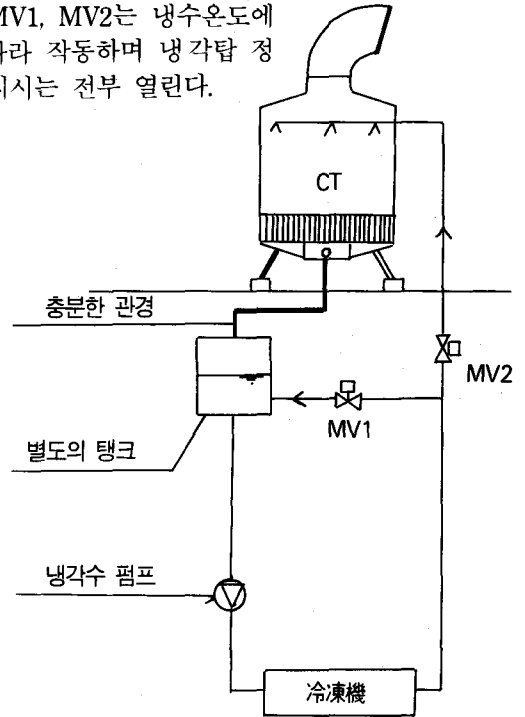 MV1, MV2는 냉수온도에
따라 작동하며 냉각탑 정
지시는 전부 열린다.
CT
충분한 관경
MV2
MV1
별도의 탱크
냉각수 펌프
冷凍機